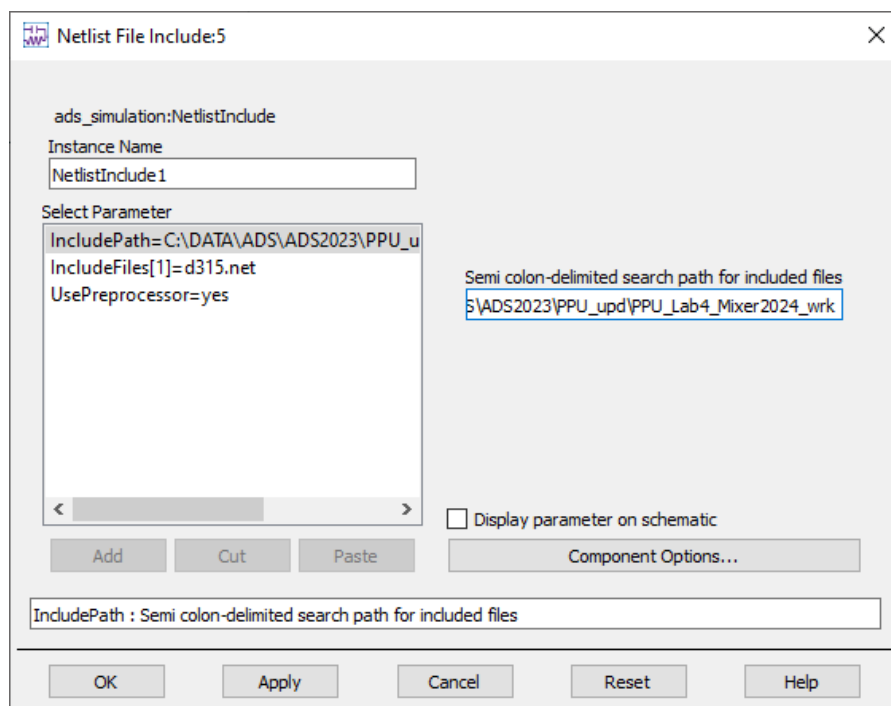 Netlist File Include:5
ads_simulation:NetlistInclude
Instance Name
NetlistInclude1
Select Parameter
IncludePath=C:\DATA\ADS\ADS2023\PPU_u
IncludeFiles[1]=d315.net
UsePreprocessor=yes
Semi colon-delimited search path for included files
S\ADS2023\PPU_upd\PPU_Lab4_Mixer2024_wrk
Display parameter on schematic
Add Cut Paste Component Options...
IncludePath : Semi colon-delimited search path for included files
OK Apply Cancel Reset Help